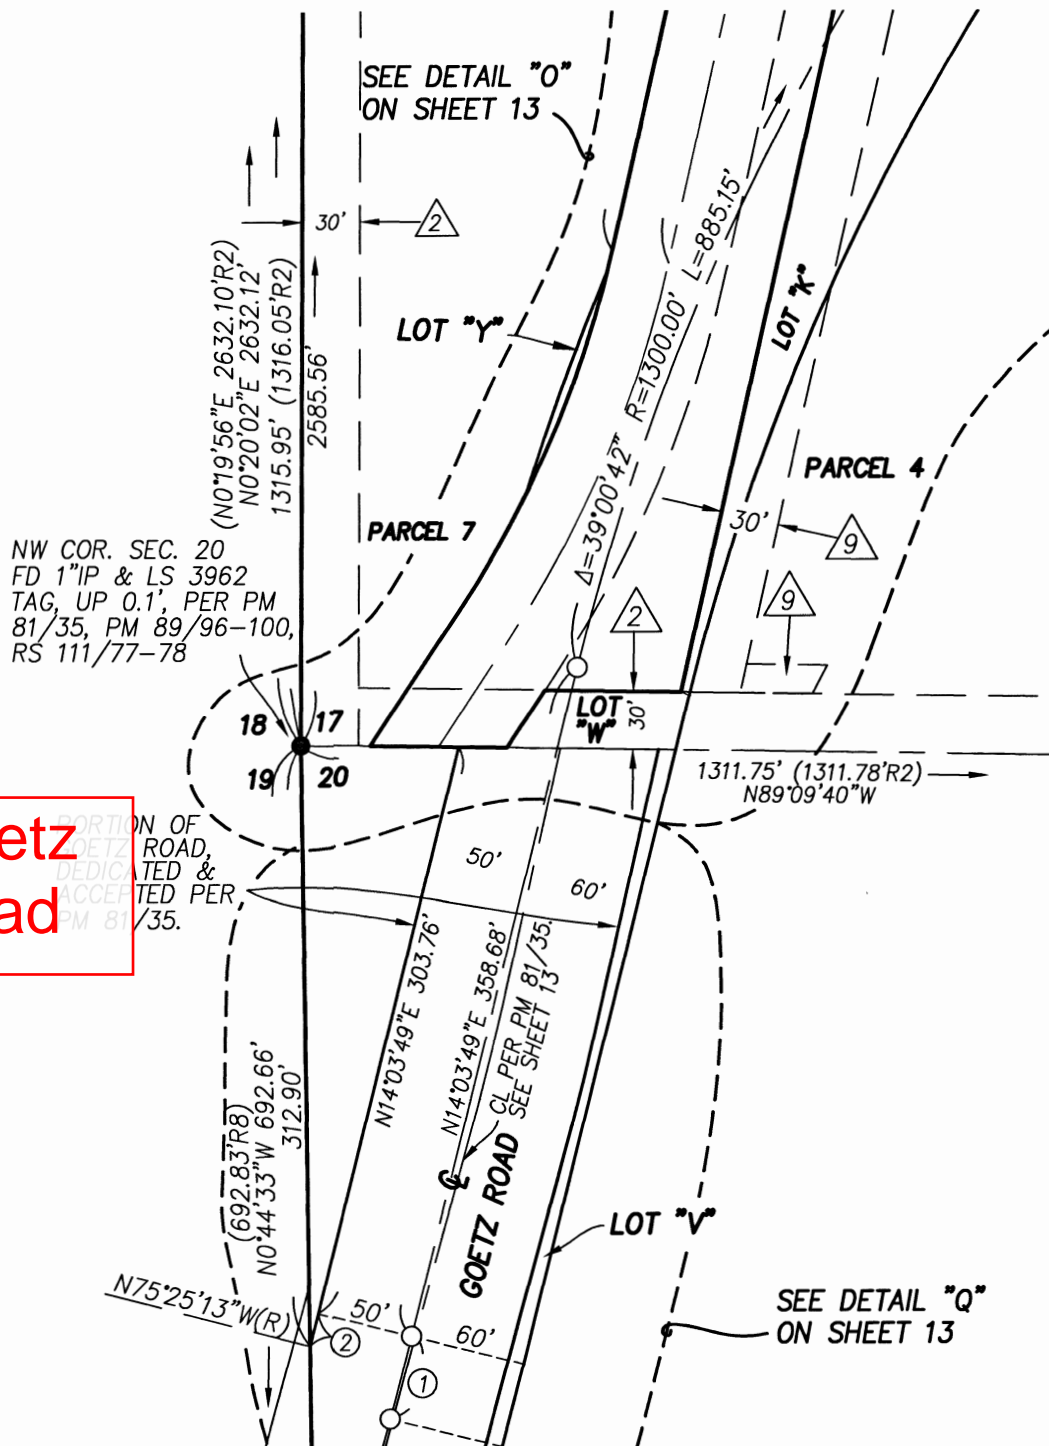 SEE DETAIL "O"
ON SHEET 13
30'
2
(N0°19'56"E 2632.10'R2)
N0°20'02"E 2632.12'
1315.95' (1316.05'R2)
2585.56'
LOT "Y"
Δ=39°00'42" R=1300.00' L=885.15'
LOT "K"
PARCEL 4
PARCEL 7
30'
9
NW COR. SEC. 20
FD 1"IP & LS 3962
TAG, UP 0.1', PER PM
81/35, PM 89/96-100,
RS 111/77-78
2
9
18
17
19
20
LOT
"W"
30'
1311.75' (1311.78'R2)
N89°09'40"W
etz
ad
PORTION OF
GOETZ ROAD,
DEDICATED &
ACCEPTED PER
PM 81/35.
50'
60'
N14°03'49"E 303.76'
N14°03'49"E 358.68'
CL PER PM 81/35.
SEE SHEET 13
(692.83'R8)
N0°44'33"W 692.66'
312.90'
GOETZ ROAD
LOT "V"
N75°25'13"W(R)
50'
60'
2
1
SEE DETAIL "Q"
ON SHEET 13